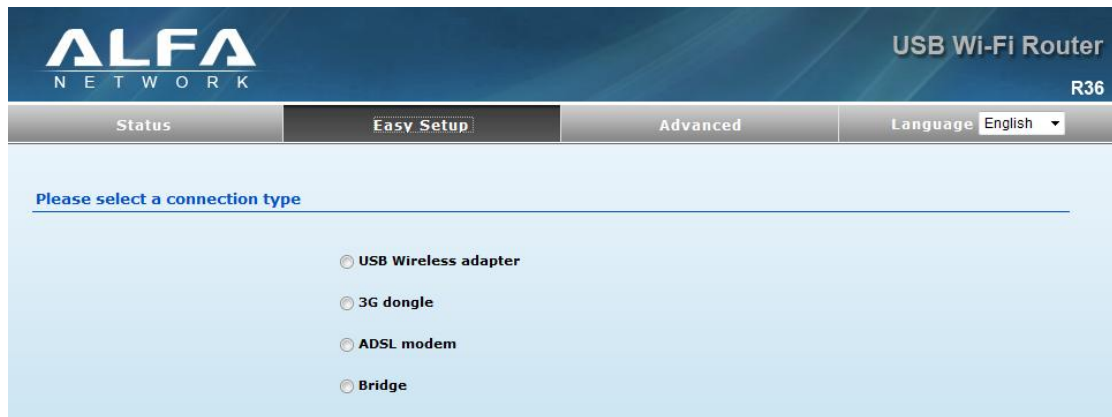 ALFA
NETWORK
USB Wi-Fi Router
R36
Status
Easy Setup
Advanced
Language English
Please select a connection type
USB Wireless adapter
3G dongle
ADSL modem
Bridge